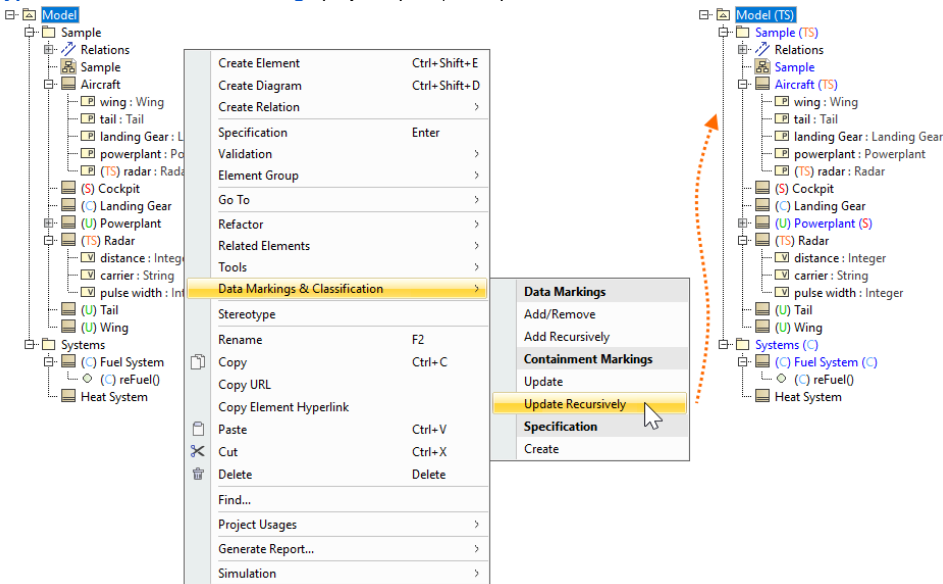 Model
Sample
Relations
Sample
Aircraft
wing : Wing
tail : Tail
landing Gear : L
powerplant : Po
(TS) radar : Rada
(S) Cockpit
(C) Landing Gear
(U) Powerplant
(TS) Radar
distance : Integ
carrier : String
pulse width : Int
(U) Tail
(U) Wing
Systems
(C) Fuel System
(C) reFuel()
Heat System
Create Element Ctrl+Shift+E
Create Diagram Ctrl+Shift+D
Create Relation
Specification Enter
Validation
Element Group
Go To
Refactor
Related Elements
Tools
Data Markings & Classification
Stereotype
Rename F2
Copy Ctrl+C
Copy URL
Copy Element Hyperlink
Paste Ctrl+V
Cut Ctrl+X
Delete Delete
Find...
Project Usages
Generate Report...
Simulation
Data Markings
Add/Remove
Add Recursively
Containment Markings
Update
Update Recursively
Specification
Create
Model (TS)
Sample (TS)
Relations
Sample
Aircraft (TS)
wing : Wing
tail : Tail
landing Gear : Landing Gear
powerplant : Powerplant
(TS) radar : Radar
(S) Cockpit
(C) Landing Gear
(U) Powerplant (S)
(TS) Radar
distance : Integer
carrier : String
pulse width : Integer
(U) Tail
(U) Wing
Systems (C)
(C) Fuel System (C)
(C) reFuel()
Heat System